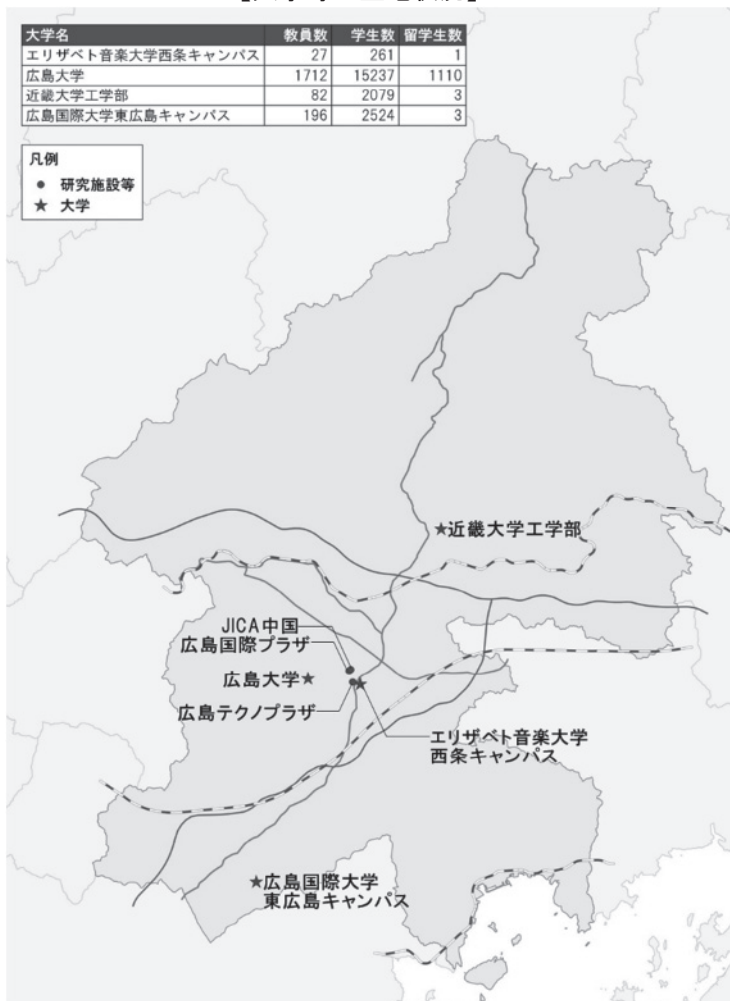 大学名 教員数 学生数 留学生数
エリザベト音楽大学西条キャンパス 27 261 1
広島大学 1712 15237 1110
近畿大学工学部 82 2079 3
広島国際大学東広島キャンパス 196 2524 3
凡例
● 研究施設等
★ 大学
★近畿大学工学部
JICA中国
広島国際プラザ
広島大学★
広島テクノプラザ
エリザベト音楽大学
西条キャンパス
★広島国際大学
東広島キャンパス